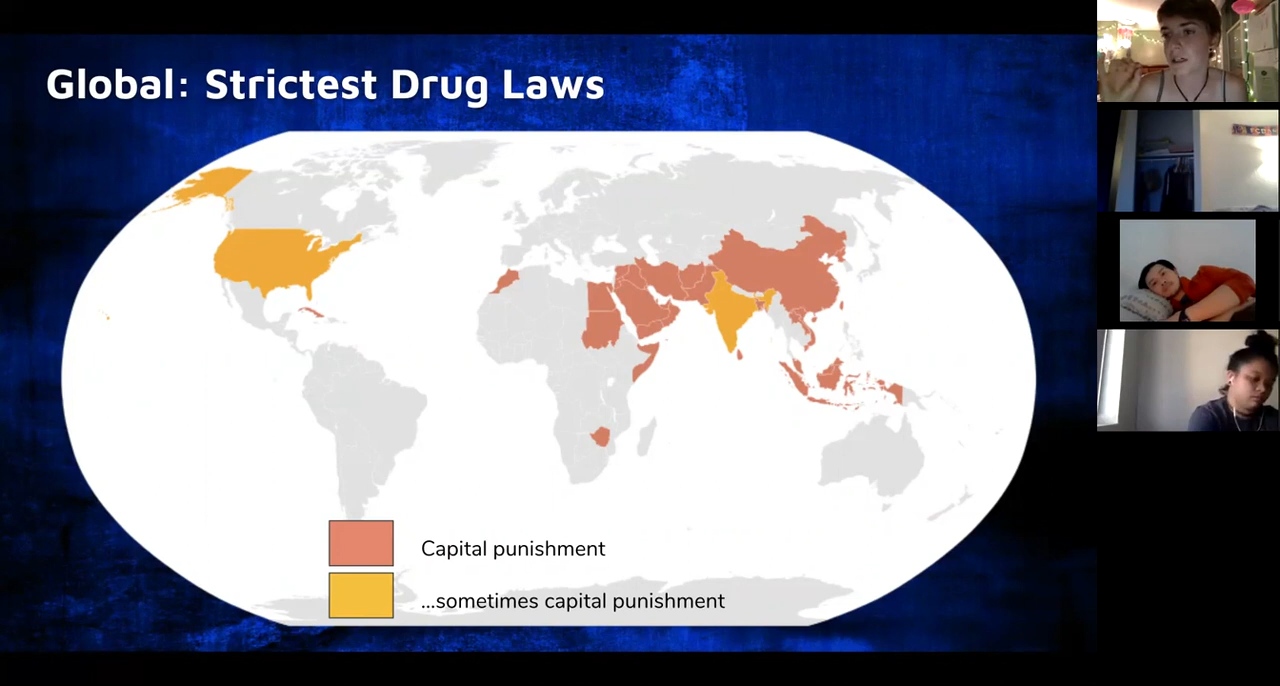 Global: Strictest Drug Laws
Capital punishment
...sometimes capital punishment